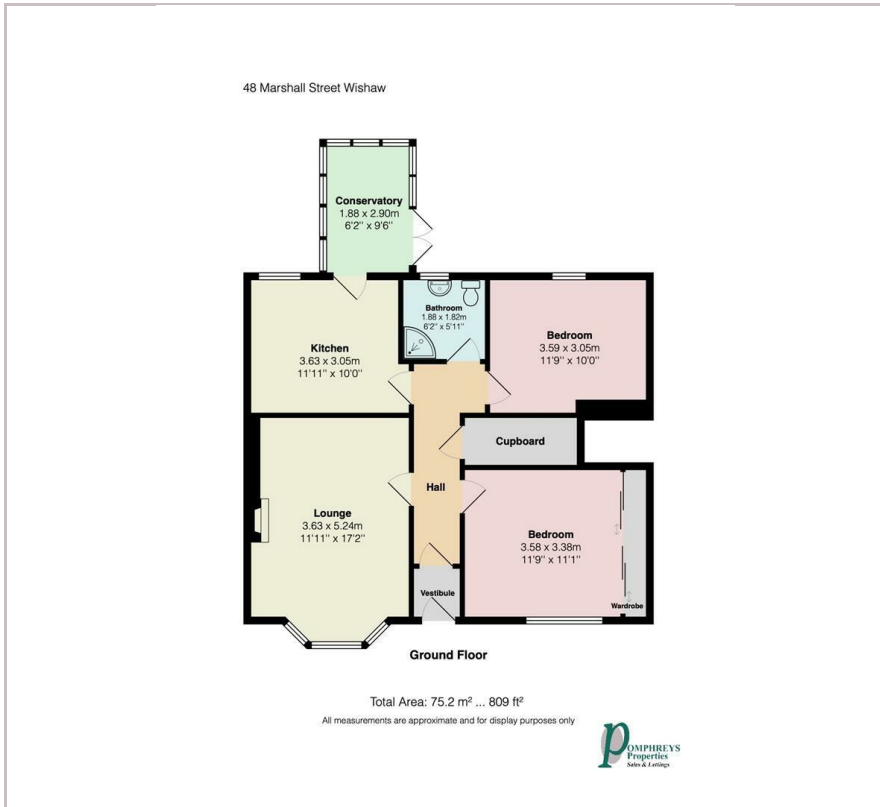 48 Marshall Street Wishaw
Conservatory
1.88 x 2.90m
6'2'' x 9'6''
Bathroom
1.88 x 1.82m
6'2'' x 5'11''
Kitchen
3.63 x 3.05m
11'11'' x 10'0''
Bedroom
3.59 x 3.05m
11'9'' x 10'0''
Cupboard
Hall
Lounge
3.63 x 5.24m
11'11'' x 17'2''
Bedroom
3.58 x 3.38m
11'9'' x 11'1''
Vestibule
Wardrobe
Ground Floor
Total Area: 75.2 m² ... 809 ft²
All measurements are approximate and for display purposes only
POMPHREYS
Properties
Sales & Lettings